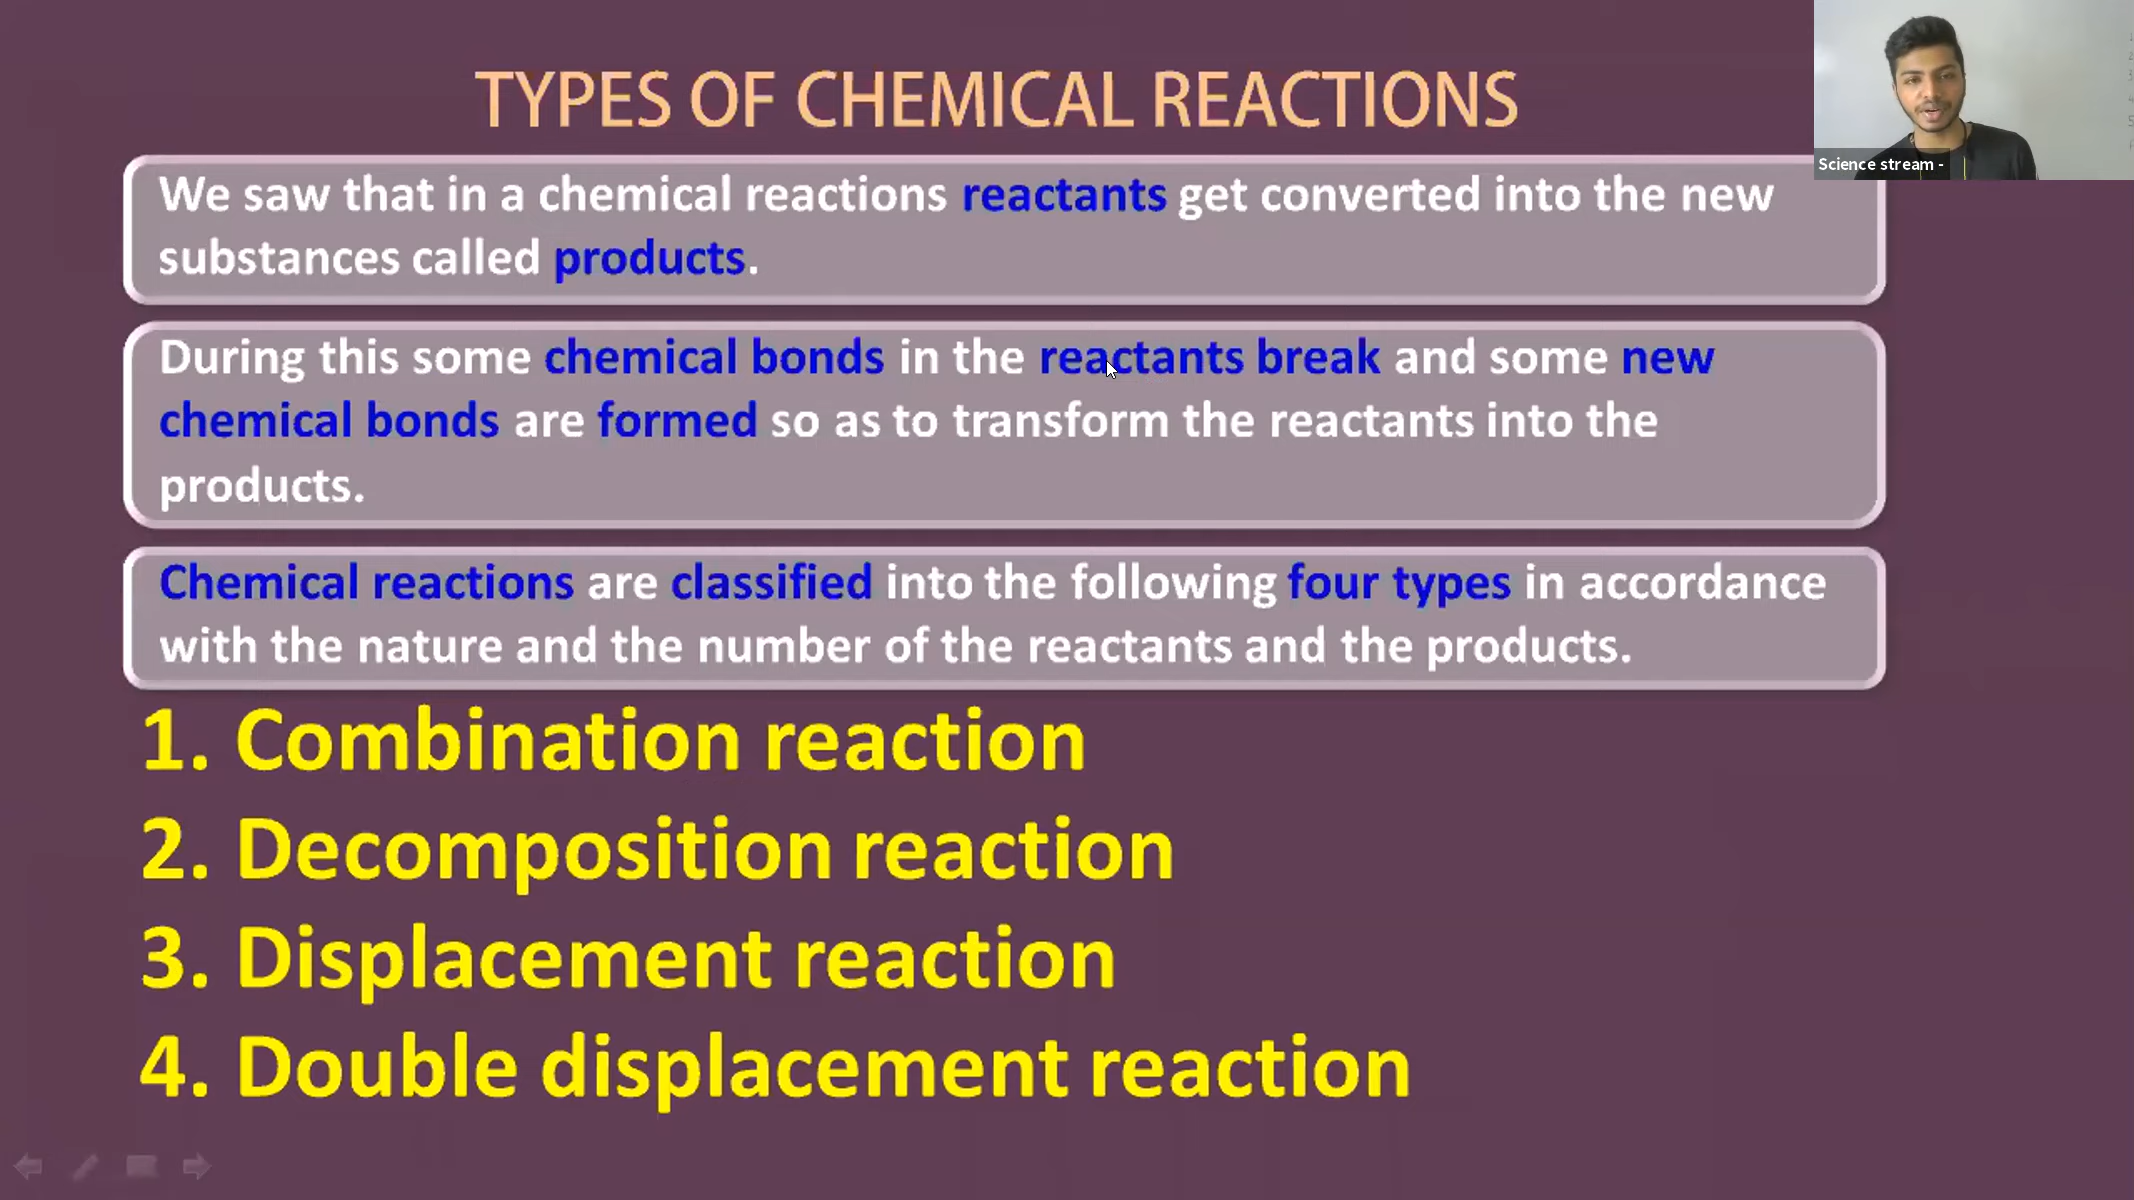 TYPES OF CHEMICAL REACTIONS
Science stream -
We saw that in a chemical reactions reactants get converted into the new
substances called products.
During this some chemical bonds in the reactants break and some new
chemical bonds are formed so as to transform the reactants into the
products.
Chemical reactions are classified into the following four types in accordance
with the nature and the number of the reactants and the products.
1. Combination reaction
2. Decomposition reaction
3. Displacement reaction
4. Double displacement reaction